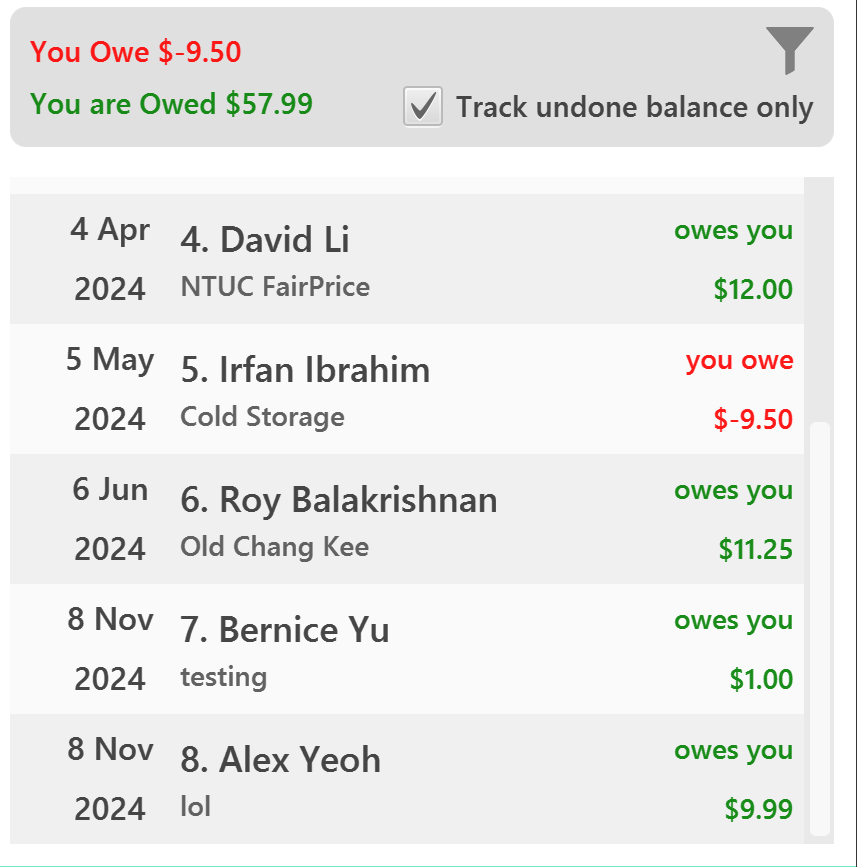 You Owe $-9.50
You are Owed $57.99
Track undone balance only
4 Apr
2024
4. David Li
NTUC FairPrice
owes you
$12.00
5 May
2024
5. Irfan Ibrahim
Cold Storage
you owe
$-9.50
6 Jun
2024
6. Roy Balakrishnan
Old Chang Kee
owes you
$11.25
8 Nov
2024
7. Bernice Yu
testing
owes you
$1.00
8 Nov
2024
8. Alex Yeoh
lol
owes you
$9.99